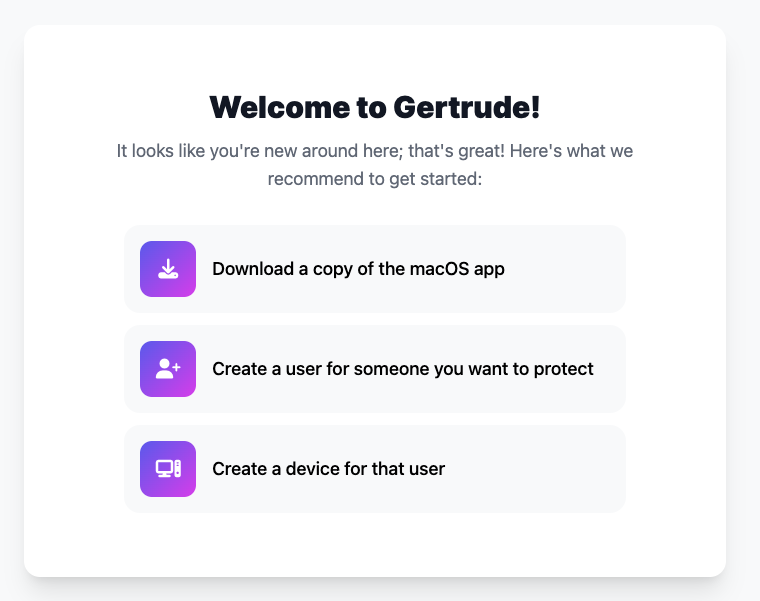 Welcome to Gertrude!
It looks like you're new around here; that's great! Here's what we
recommend to get started:
Download a copy of the macOS app
Create a user for someone you want to protect
Create a device for that user